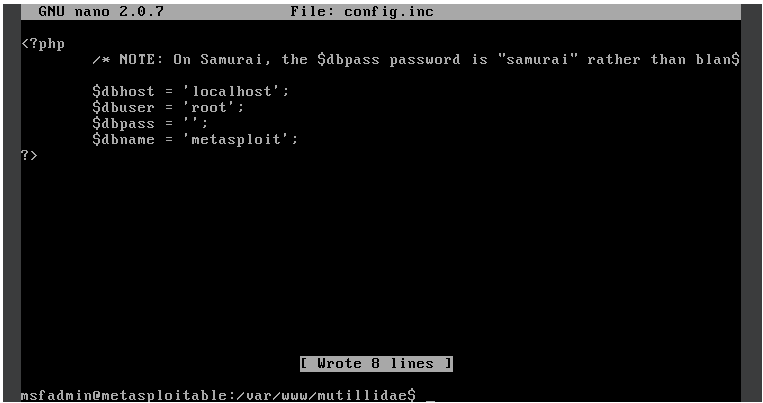 GNU nano 2.0.7 File: config.inc
<?php
/* NOTE: On Samurai, the $dbpass password is "samurai" rather than blan$
$dbhost = 'localhost';
$dbuser = 'root';
$dbpass = '';
$dbname = 'metasploit';
?>
[ Wrote 8 lines ]
msfadmin@metasploitable:/var/www/mutillidae$ _